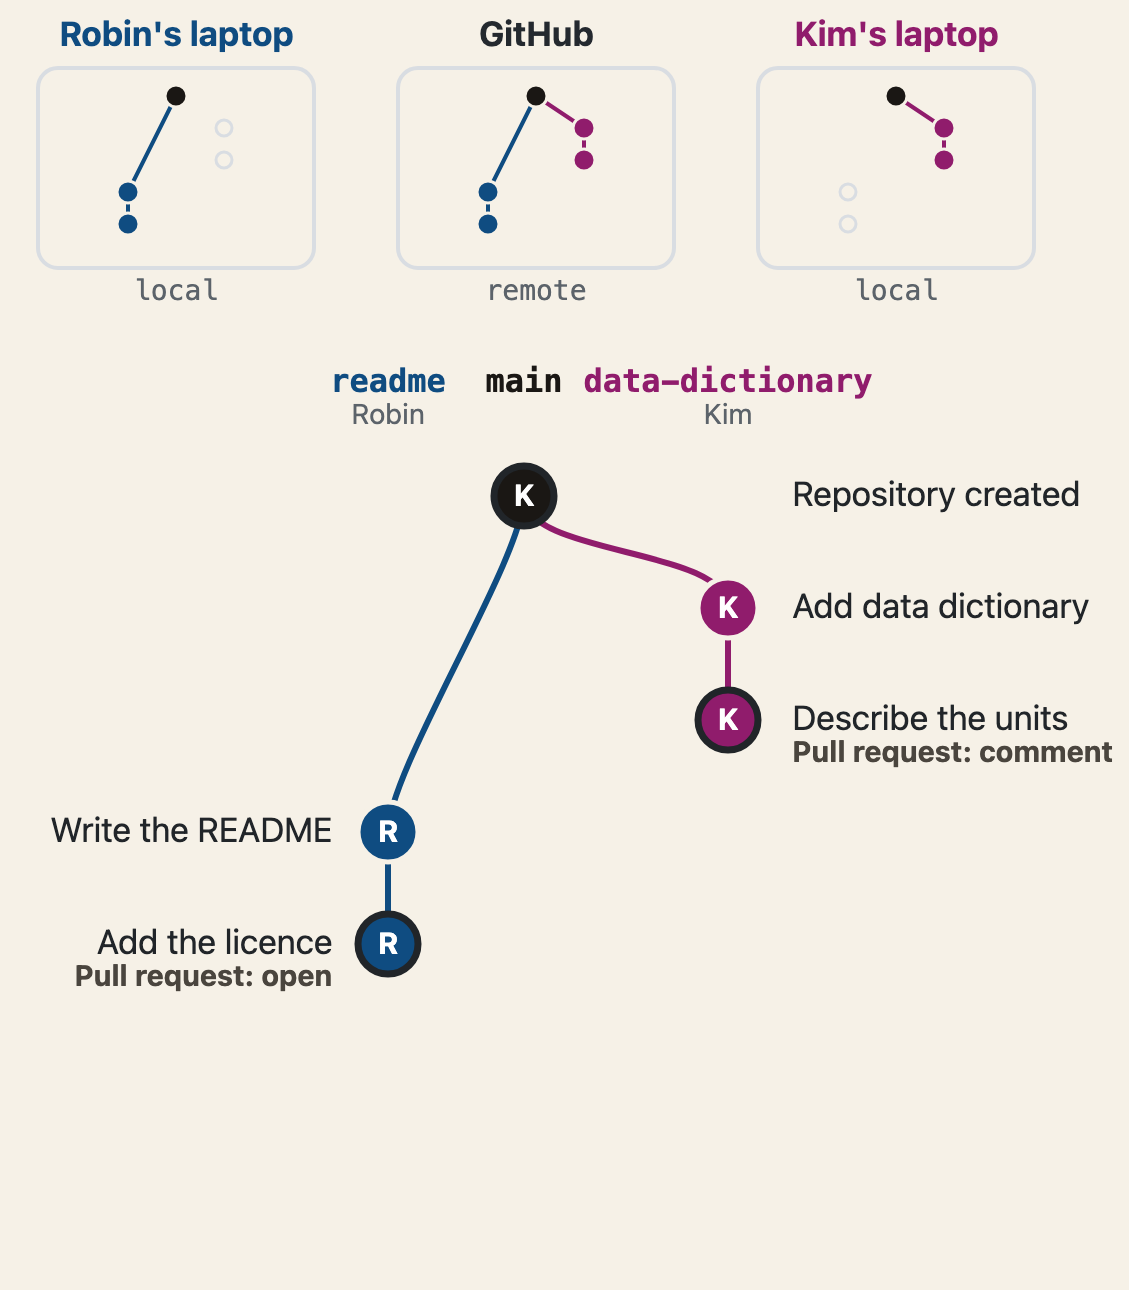 Robin's laptop
GitHub
Kim's laptop
local
remote
local
readme
main
data-dictionary
Robin
Kim
K
Repository created
K
Add data dictionary
K
Describe the units
Pull request: comment
Write the README
R
Add the licence
R
Pull request: open